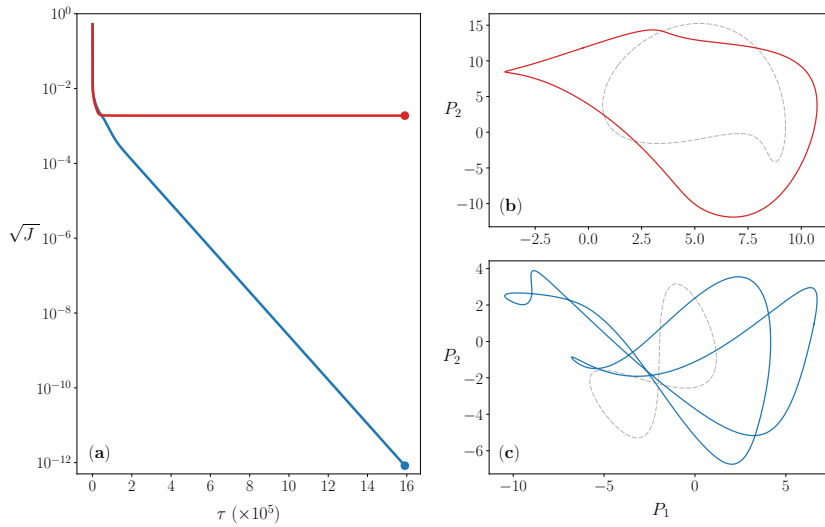 10^0
10^{-2}
10^{-4}
√J
10^{-6}
10^{-8}
10^{-10}
10^{-12}
(a)
0 2 4 6 8 10 12 14 16
τ (×10^5)
15
10
5
P_2
0
−5
−10
(b)
−2.5 0.0 2.5 5.0 7.5 10.0
4
2
0
P_2
−2
−4
−6
(c)
−10 −5 0 5
P_1